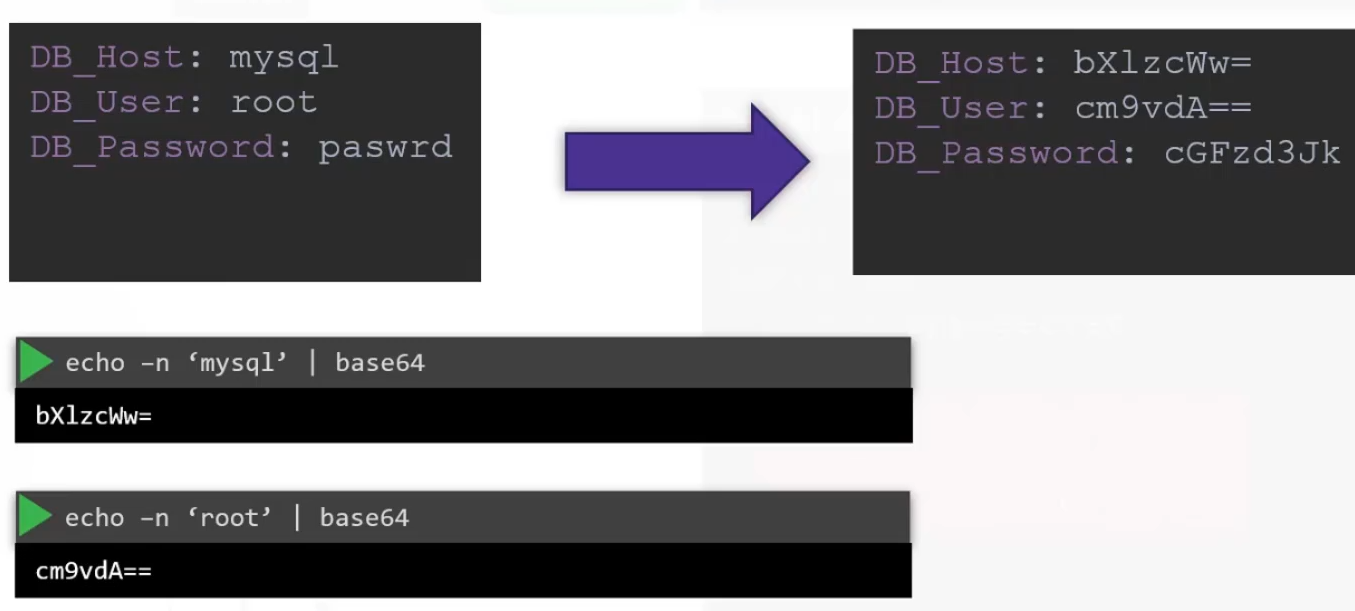 DB_Host: mysql
DB_User: root
DB_Password: paswrd
DB_Host: bXlzcWw=
DB_User: cm9vdA==
DB_Password: cGFzd3Jk
echo –n ‘mysql’ | base64
bXlzcWw=
echo –n ‘root’ | base64
cm9vdA==